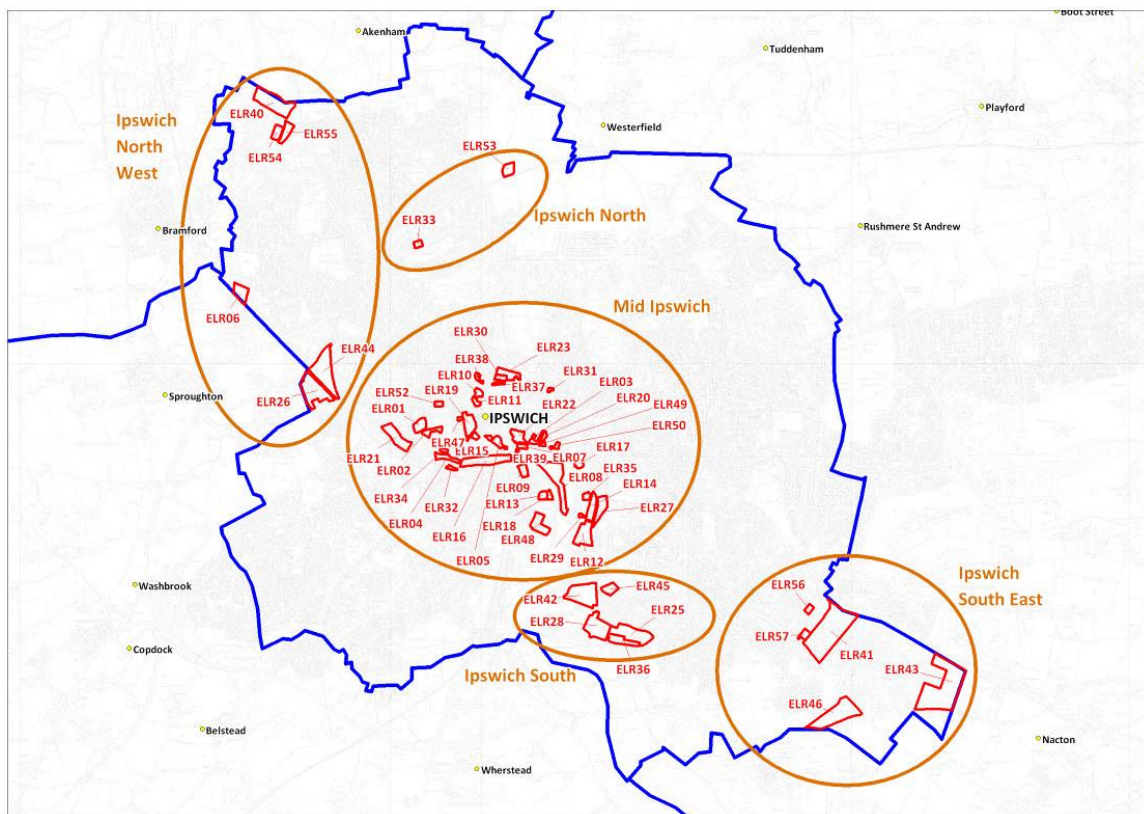 Boot Street
Akenham
Tuddenham
Playford
ELR40
Ipswich
North
West
ELR55
ELR54
Westerfield
ELR53
Ipswich North
ELR33
Bramford
Rushmere St Andrew
ELR06
Mid Ipswich
ELR30
ELR23
ELR44
ELR38
ELR10
ELR31
ELR37
ELR03
ELR19
ELR52
ELR11
ELR22
ELR20
Sproughton
ELR26
ELR01
IPSWICH
ELR49
ELR50
ELR47
ELR17
ELR21
ELR15
ELR39
ELR07
ELR02
ELR35
ELR08
ELR14
ELR09
ELR34
ELR32
ELR13
ELR27
ELR04
ELR18
ELR16
ELR48
ELR05
ELR29
ELR12
Washbrook
ELR45
ELR42
ELR25
ELR28
ELR36
Ipswich South
Ipswich
South East
ELR56
ELR57
ELR41
ELR43
ELR46
Copdock
Belstead
Nacton
Wherstead